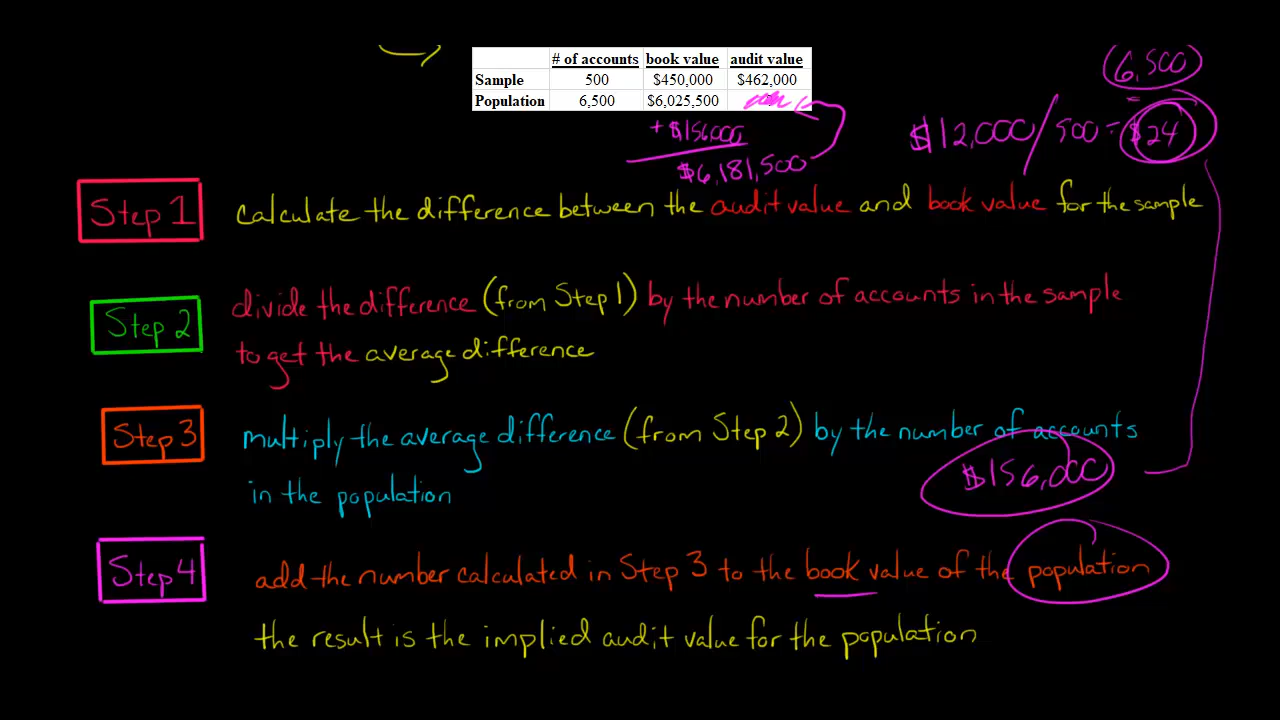 # of accounts book value audit value
Sample 500 $450,000 $462,000
Population 6,500 $6,025,500
+ $156,000
$6,181,500
(6,500)
$12,000/500 = $24
Step 1 calculate the difference between the audit value and book value for the sample
Step 2 divide the difference (from Step 1) by the number of accounts in the sample
to get the average difference
Step 3 multiply the average difference (from Step 2) by the number of accounts
in the population
$156,000
Step 4 add the number calculated in Step 3 to the book value of the population
the result is the implied audit value for the population